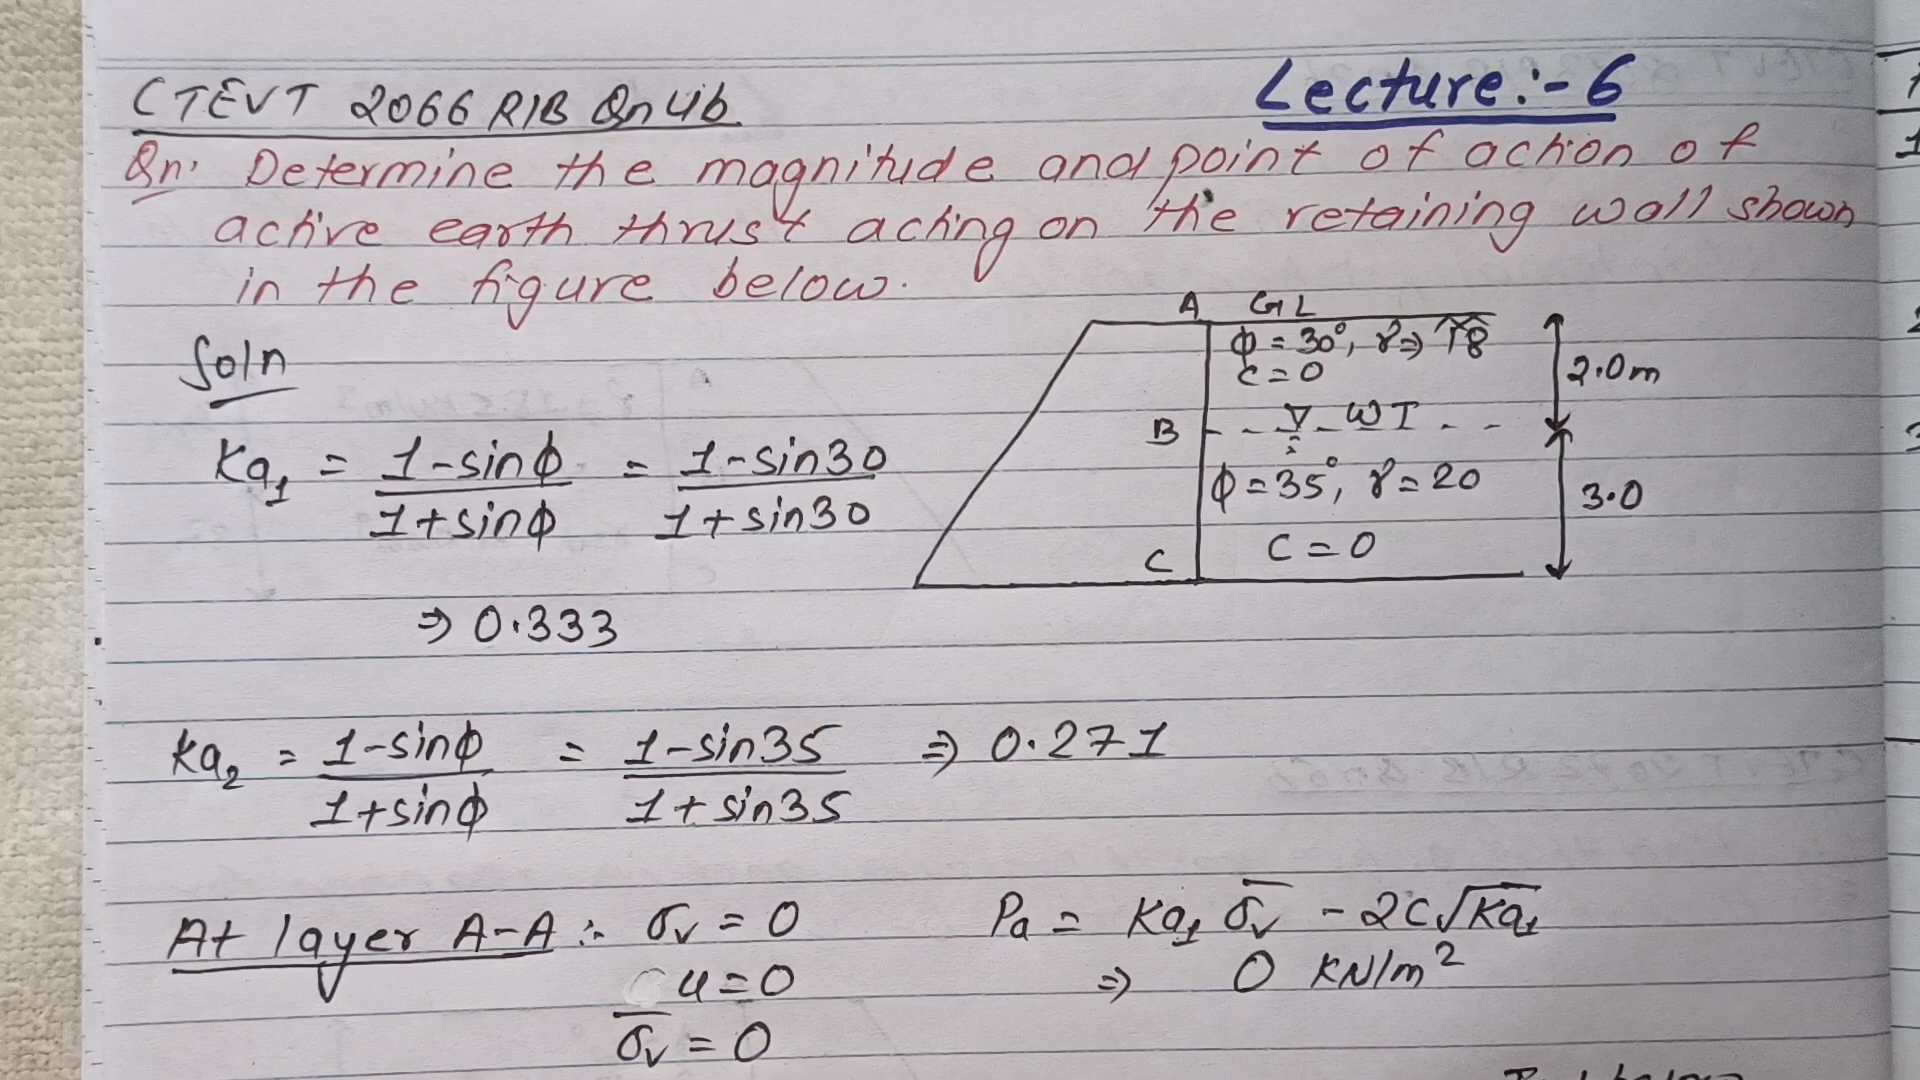 CTEVT 2066 R/B Qn 4b.
Lecture:- 6
Qn. Determine the magnitude and point of action of
active earth thrust acting on the retaining wall shown
in the figure below.
A GL
φ = 30°, γ ⇒ 18
c = 0
2.0m
B WT
φ = 35°, γ = 20
3.0
C c = 0
Soln
Ka₁ = (1-sinφ)/(1+sinφ) = (1-sin30)/(1+sin30)
⇒ 0.333
Ka₂ = (1-sinφ)/(1+sinφ) = (1-sin35)/(1+sin35) ⇒ 0.271
At layer A-A :- σv = 0 Pa = Ka₁ σ̄v - 2C√Ka₁
u = 0 ⇒ 0 KN/m²
σ̄v = 0